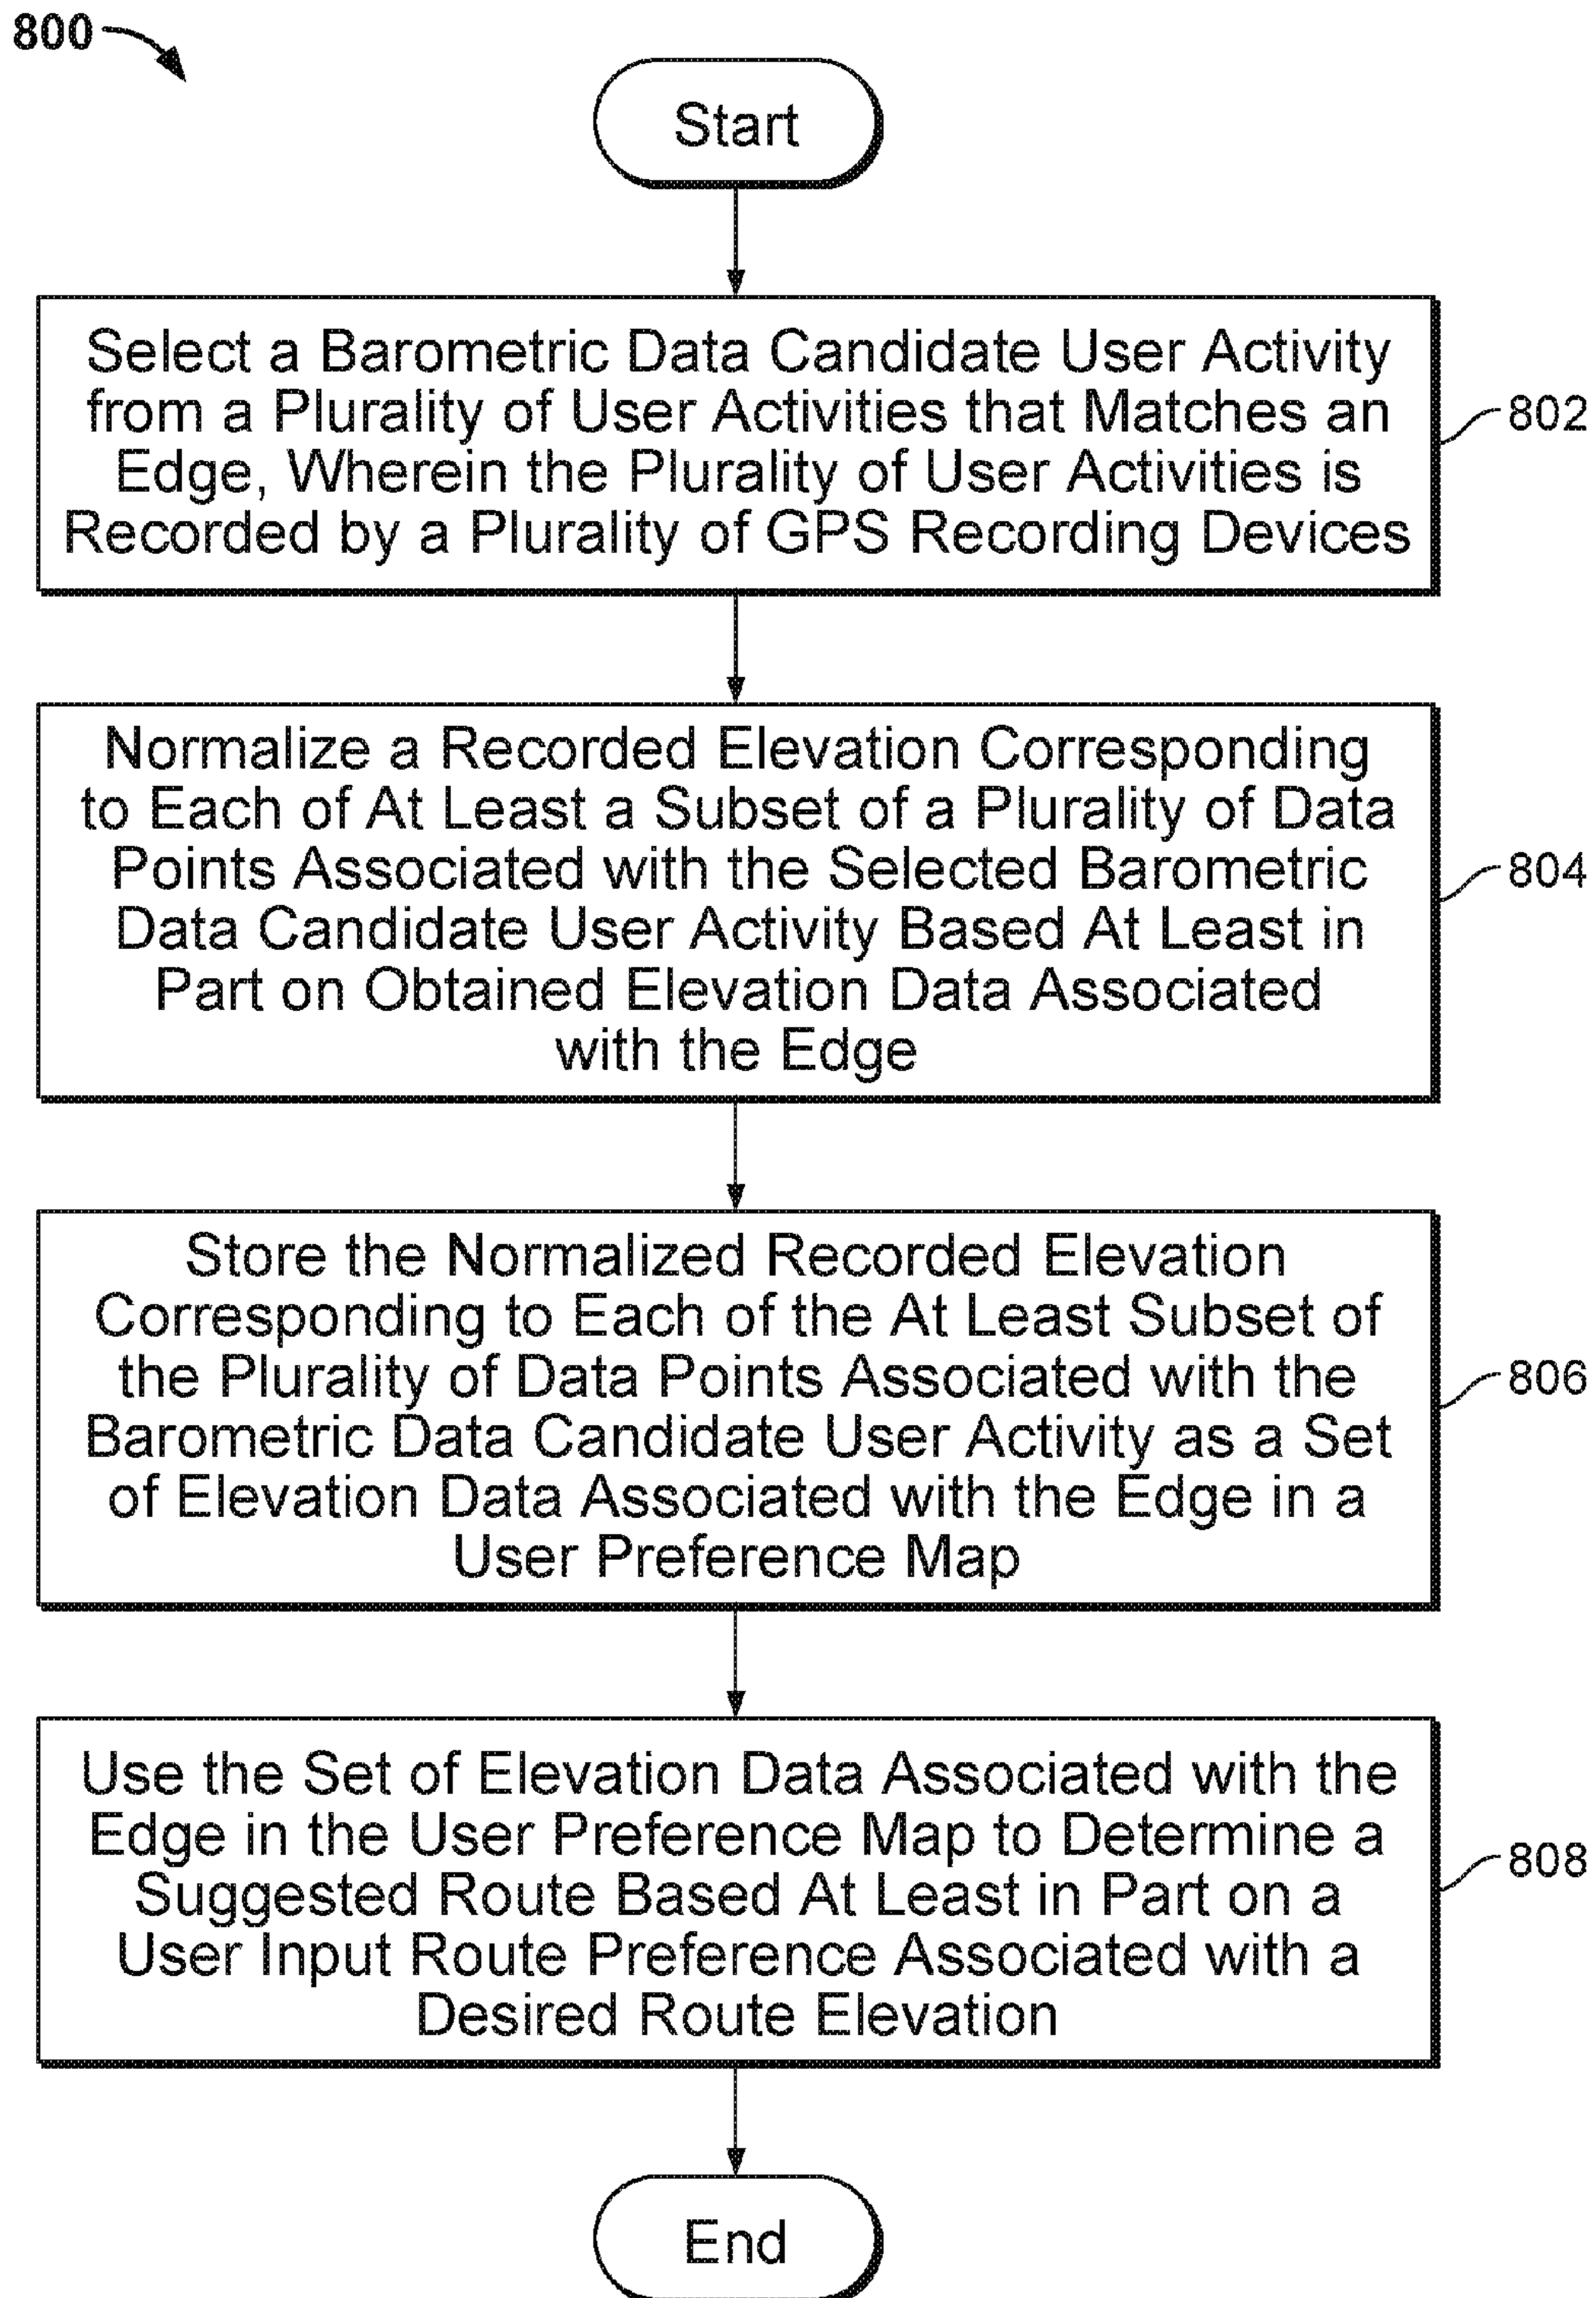 800
Start
Select a Barometric Data Candidate User Activity
from a Plurality of User Activities that Matches an
Edge, Wherein the Plurality of User Activities is
Recorded by a Plurality of GPS Recording Devices
802
Normalize a Recorded Elevation Corresponding
to Each of At Least a Subset of a Plurality of Data
Points Associated with the Selected Barometric
Data Candidate User Activity Based At Least in
Part on Obtained Elevation Data Associated
with the Edge
804
Store the Normalized Recorded Elevation
Corresponding to Each of the At Least Subset of
the Plurality of Data Points Associated with the
Barometric Data Candidate User Activity as a Set
of Elevation Data Associated with the Edge in a
User Preference Map
806
Use the Set of Elevation Data Associated with the
Edge in the User Preference Map to Determine a
Suggested Route Based At Least in Part on a
User Input Route Preference Associated with a
Desired Route Elevation
808
End